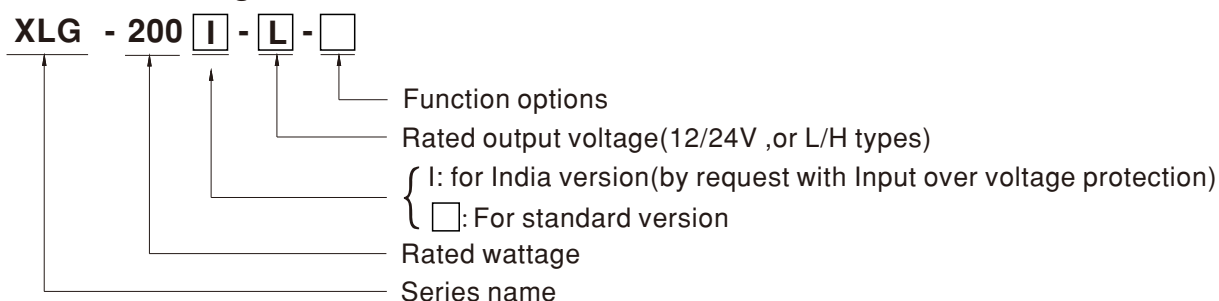 XLG - 200 I - L - □
Function options
Rated output voltage(12/24V ,or L/H types)
I: for India version(by request with Input over voltage protection)
□: For standard version
Rated wattage
Series name